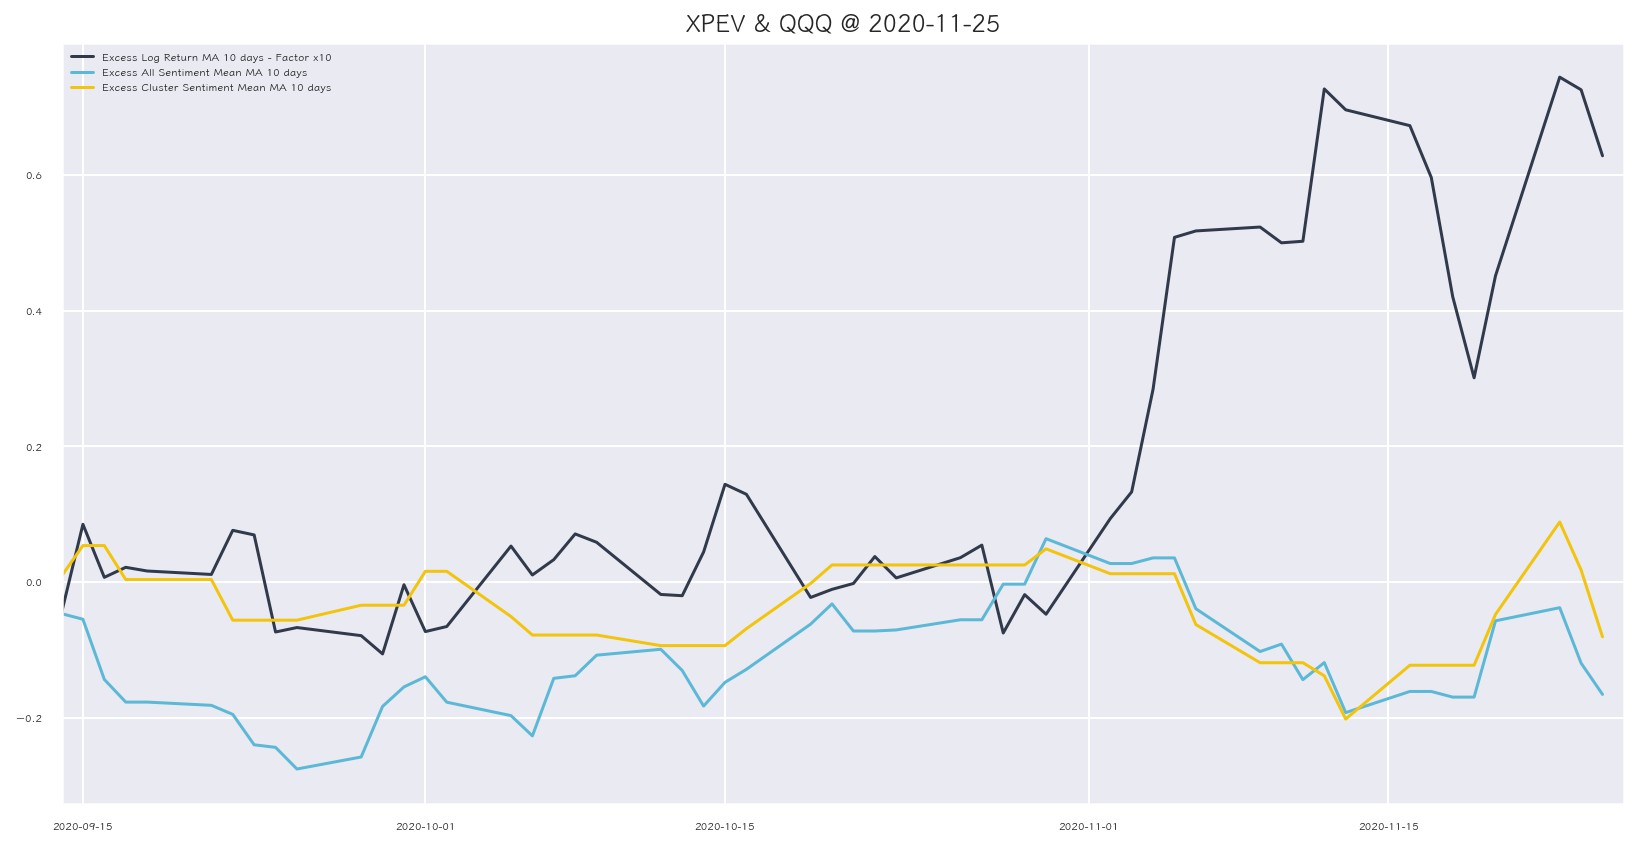 XPEV & QQQ @ 2020-11-25
Excess Log Return MA 10 days - Factor x10
Excess All Sentiment Mean MA 10 days
Excess Cluster Sentiment Mean MA 10 days
0.6
0.4
0.2
0.0
−0.2
2020-09-15
2020-10-01
2020-10-15
2020-11-01
2020-11-15